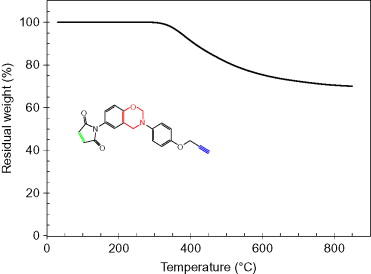 Residual weight (%)
100
80
60
40
20
0
O
O
N
N
O
O
0
200
400
600
800
Temperature (°C)